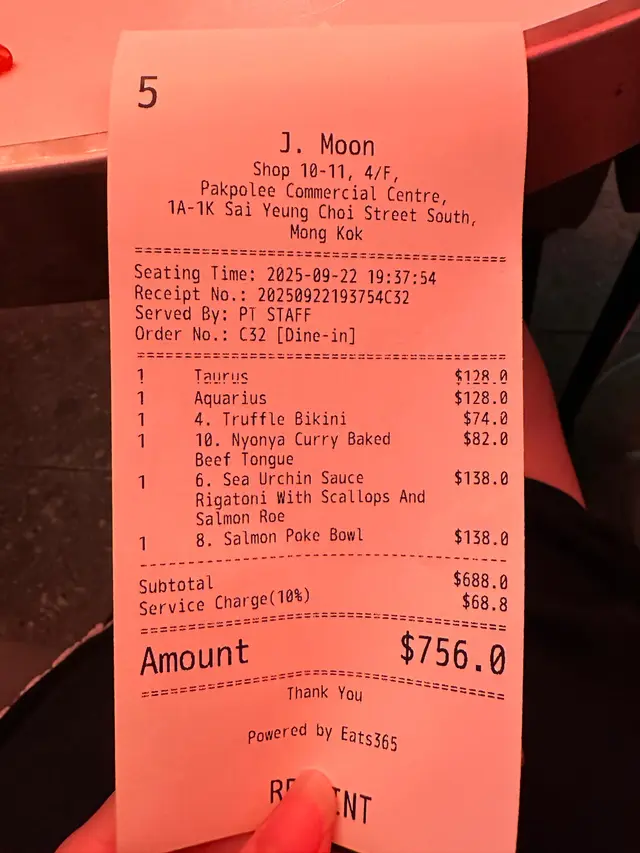 5
J. Moon
Shop 10-11, 4/F,
Pakpolee Commercial Centre,
1A-1K Sai Yeung Choi Street South,
Mong Kok
Seating Time: 2025-09-22 19:37:54
Receipt No.: 20250922193754C32
Served By: PT STAFF
Order No.: C32 [Dine-in]
1 Taurus $128.0
1 Aquarius $128.0
1 4. Truffle Bikini $74.0
1 10. Nyonya Curry Baked $82.0
Beef Tongue
1 6. Sea Urchin Sauce $138.0
Rigatoni With Scallops And
Salmon Roe
1 8. Salmon Poke Bowl $138.0
Subtotal $688.0
Service Charge(10%) $68.8
Amount $756.0
Thank You
Powered by Eats365